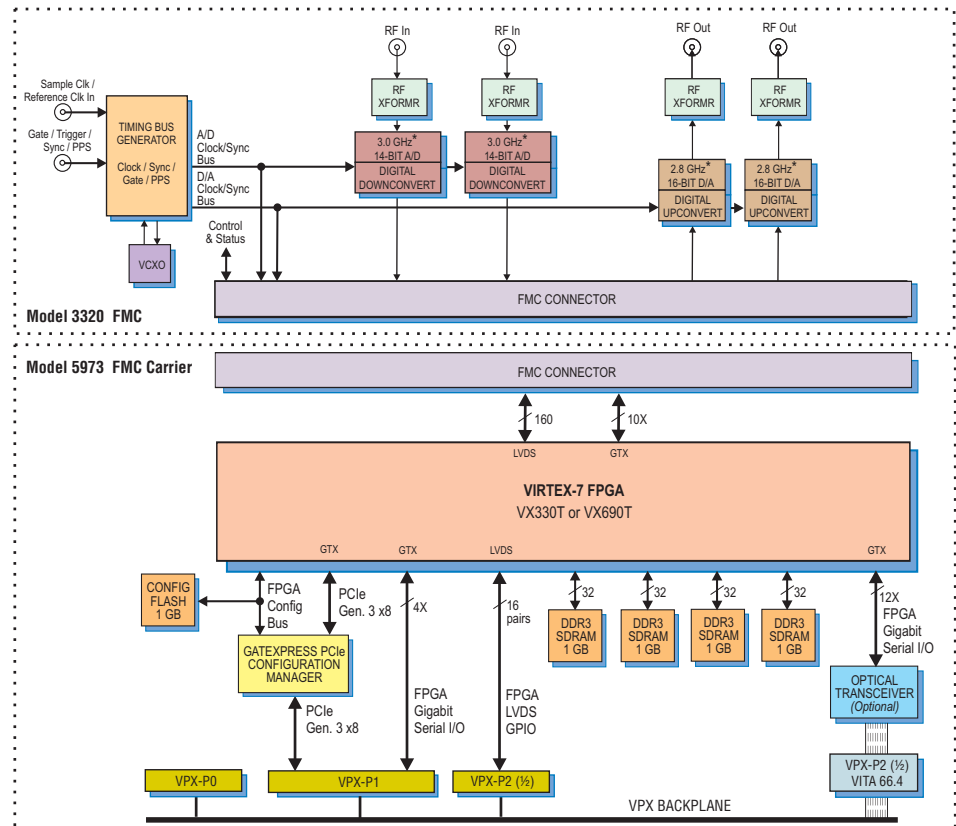 RF In
RF In
RF Out
RF Out
Sample Clk /
Reference Clk In
Gate / Trigger /
Sync / PPS
TIMING BUS
GENERATOR
Clock / Sync /
Gate / PPS
A/D
Clock/Sync
Bus
D/A
Clock/Sync
Bus
RF
XFORMR
RF
XFORMR
RF
XFORMR
RF
XFORMR
3.0 GHz*
14-BIT A/D
DIGITAL
DOWNCONVERT
3.0 GHz*
14-BIT A/D
DIGITAL
DOWNCONVERT
2.8 GHz*
16-BIT D/A
DIGITAL
UPCONVERT
2.8 GHz*
16-BIT D/A
DIGITAL
UPCONVERT
VCXO
Control
& Status
FMC CONNECTOR
Model 3320 FMC
Model 5973 FMC Carrier
FMC CONNECTOR
160
10X
LVDS
GTX
VIRTEX-7 FPGA
VX330T or VX690T
GTX
GTX
LVDS
GTX
CONFIG
FLASH
1 GB
FPGA
Config
Bus
PCIe
Gen. 3 x8
4X
16
pairs
32
32
32
32
12X
FPGA
Gigabit
Serial I/O
DDR3
SDRAM
1 GB
DDR3
SDRAM
1 GB
DDR3
SDRAM
1 GB
DDR3
SDRAM
1 GB
GATEXPRESS PCIe
CONFIGURATION
MANAGER
PCIe
Gen. 3 x8
FPGA
Gigabit
Serial I/O
FPGA
LVDS
GPIO
OPTICAL
TRANSCEIVER
(Optional)
VPX-P0
VPX-P1
VPX-P2 (½)
VPX-P2 (½)
VITA 66.4
VPX BACKPLANE